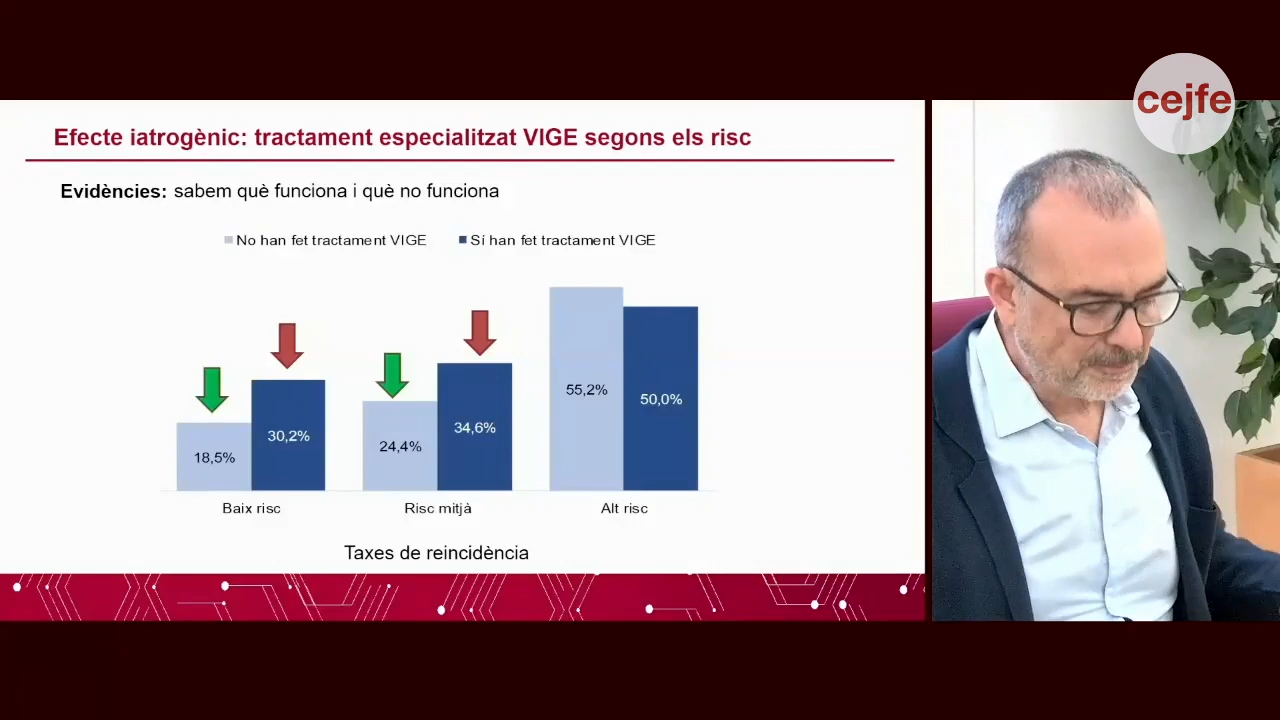 cejfe
Efecte iatrogènic: tractament especialitzat VIGE segons els risc
Evidències: sabem què funciona i què no funciona
No han fet tractament VIGE Sí han fet tractament VIGE
18,5% 30,2% 24,4% 34,6% 55,2% 50,0%
Baix risc Risc mitjà Alt risc
Taxes de reincidència